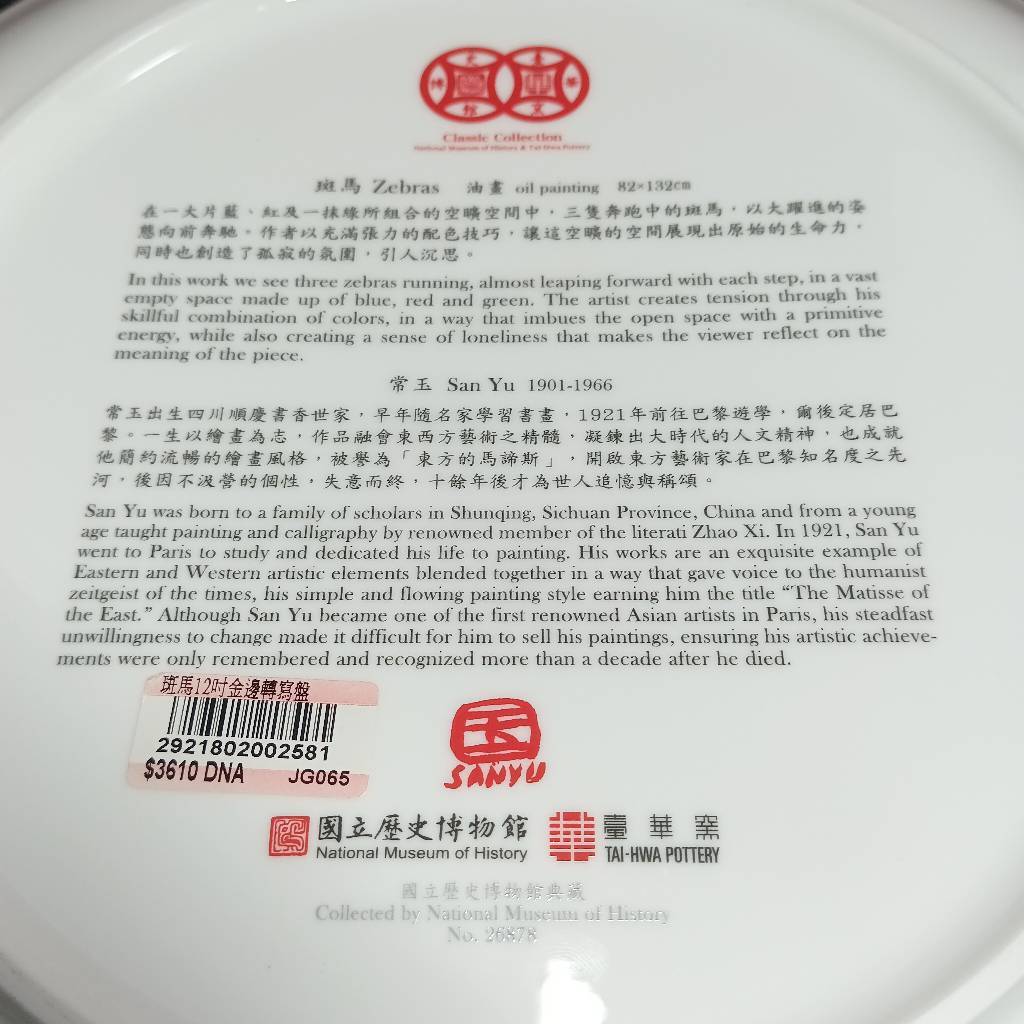 史 博 館
臺 華 窯
Classic Collection
National Museum of History & Tai-Hwa Pottery
斑馬 Zebras 油畫 oil painting 82×132cm
在一大片藍、紅及一抹綠所組合的空曠空間中，三隻奔跑中的斑馬，以大躍進的姿
態向前奔馳。作者以充滿張力的配色技巧，讓這空曠的空間展現出原始的生命力，
同時也創造了孤寂的氛圍，引人沉思。
In this work we see three zebras running, almost leaping forward with each step, in a vast
empty space made up of blue, red and green. The artist creates tension through his
skillful combination of colors, in a way that imbues the open space with a primitive
energy, while also creating a sense of loneliness that makes the viewer reflect on the
meaning of the piece.
常玉 San Yu 1901-1966
常玉出生四川順慶書香世家，早年隨名家學習書畫，1921年前往巴黎遊學，爾後定居巴
黎。一生以繪畫為志，作品融會東西方藝術之精髓，凝鍊出大時代的人文精神，也成就
他簡約流暢的繪畫風格，被譽為「東方的馬諦斯」，開啟東方藝術家在巴黎知名度之先
河，後因不汲營的個性，失意而終，十餘年後才為世人追憶與稱頌。
San Yu was born to a family of scholars in Shunqing, Sichuan Province, China and from a young
age taught painting and calligraphy by renowned member of the literati Zhao Xi. In 1921, San Yu
went to Paris to study and dedicated his life to painting. His works are an exquisite example of
Eastern and Western artistic elements blended together in a way that gave voice to the humanist
zeitgeist of the times, his simple and flowing painting style earning him the title “The Matisse of
the East.” Although San Yu became one of the first renowned Asian artists in Paris, his steadfast
unwillingness to change made it difficult for him to sell his paintings, ensuring his artistic achieve-
ments were only remembered and recognized more than a decade after he died.
斑馬12吋金邊轉寫盤
2921802002581
$3610 DNA JG065
玉
SANYU
國立歷史博物館
National Museum of History
臺華窯
TAI-HWA POTTERY
國立歷史博物館典藏
Collected by National Museum of History
No. 26878